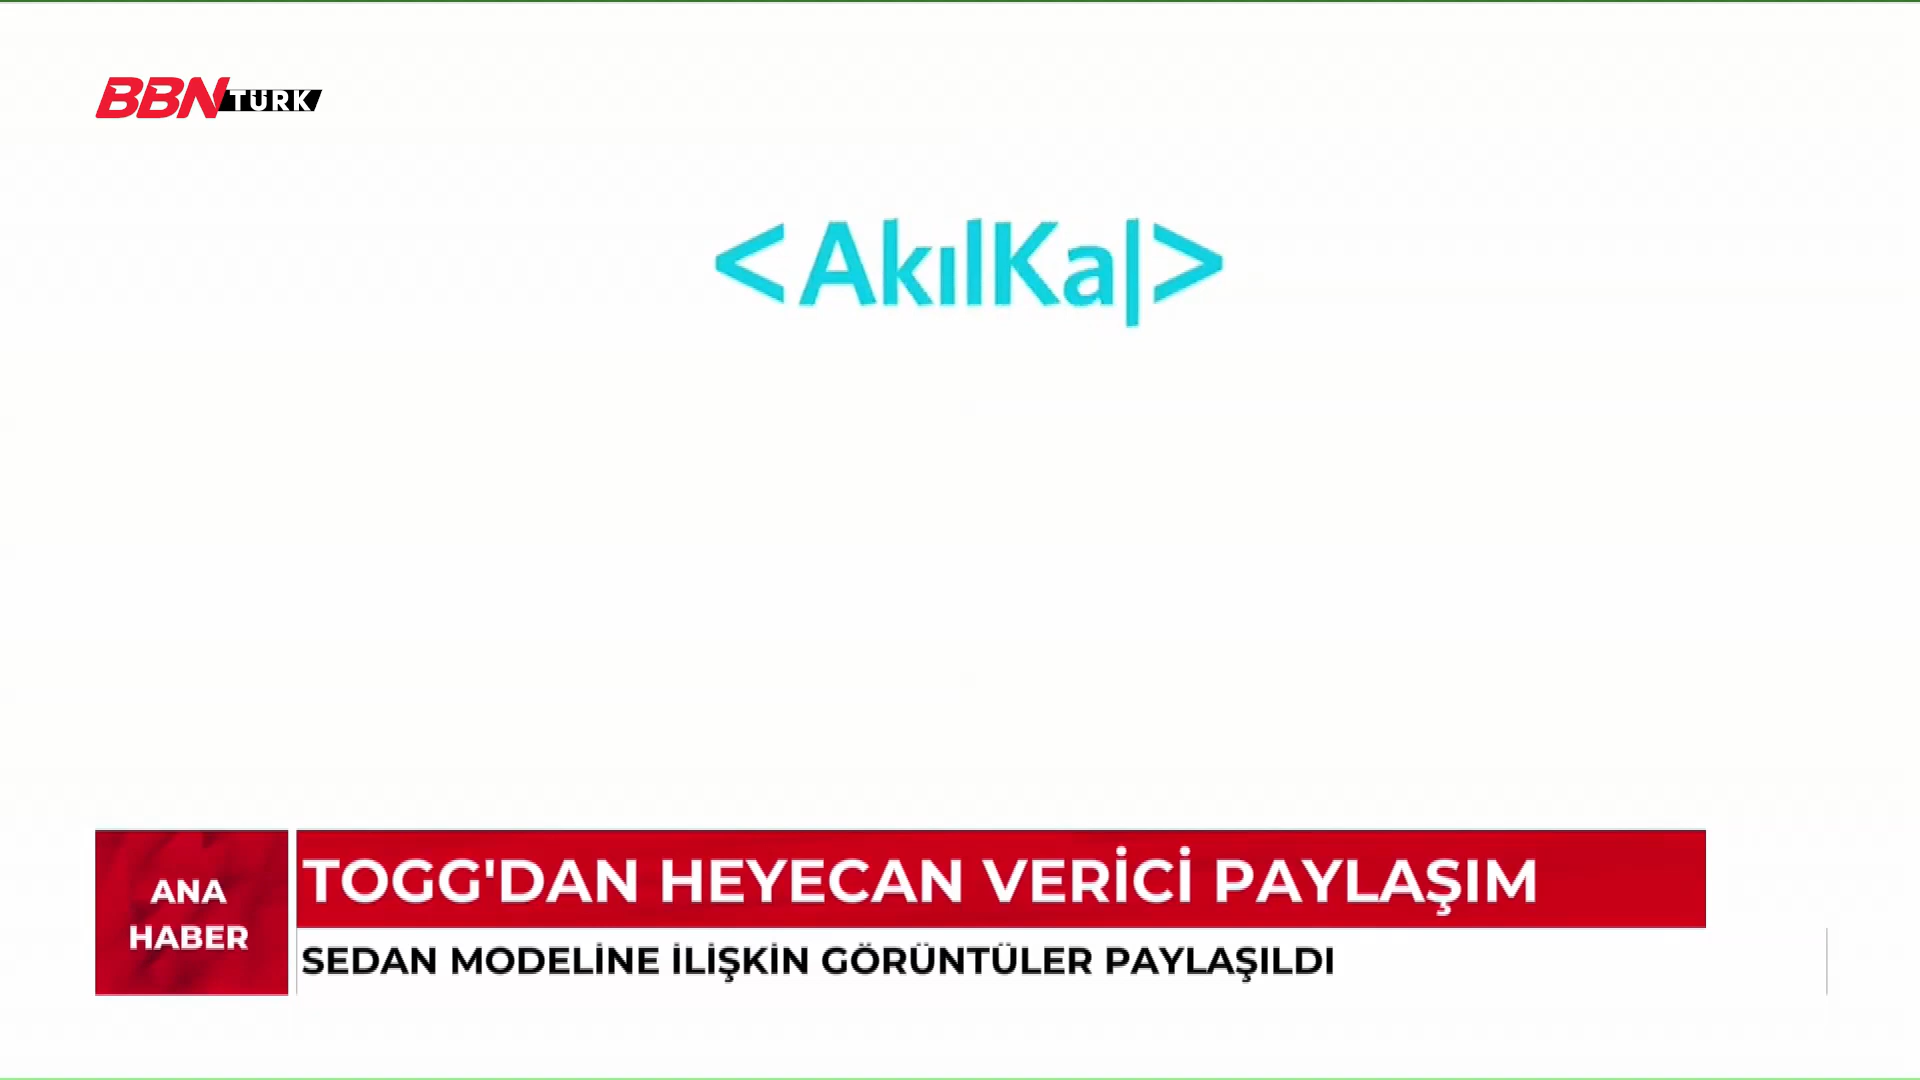 BBN TÜRK
<AkılKa|>
ANA
HABER
TOGG'DAN HEYECAN VERİCİ PAYLAŞIM
SEDAN MODELİNE İLİŞKİN GÖRÜNTÜLER PAYLAŞILDI